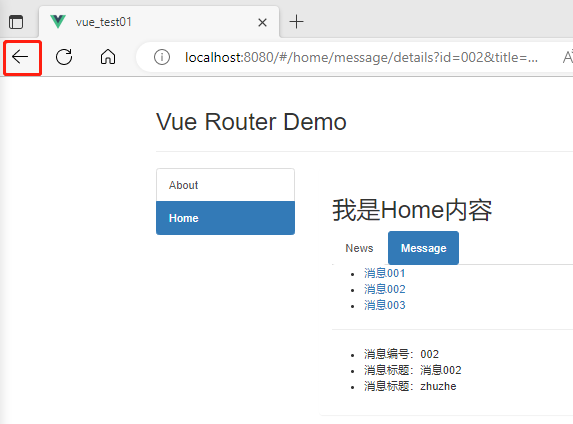 vue_test01
localhost:8080/#/home/message/details?id=002&title=...
Vue Router Demo
About
Home
我是Home内容
News
Message
消息001
消息002
消息003
消息编号：002
消息标题：消息002
消息标题：zhuzhe